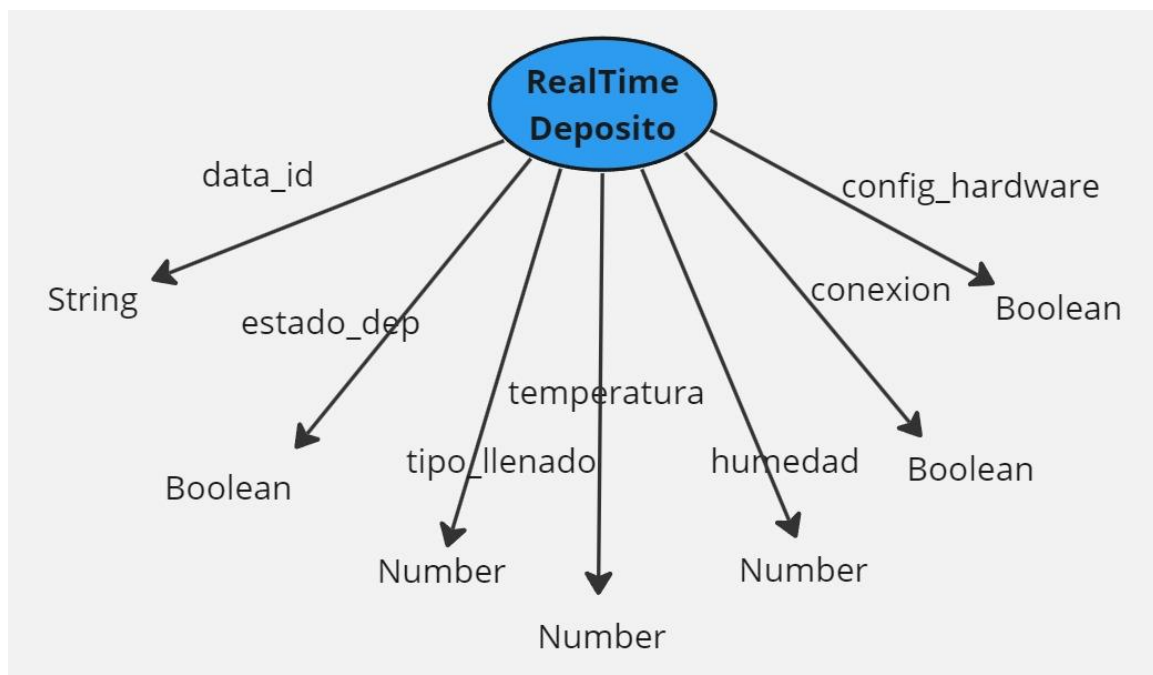 RealTime
Deposito
data_id
config_hardware
conexion
String
Boolean
estado_dep
temperatura
tipo_llenado
humedad
Boolean
Boolean
Number
Number
Number